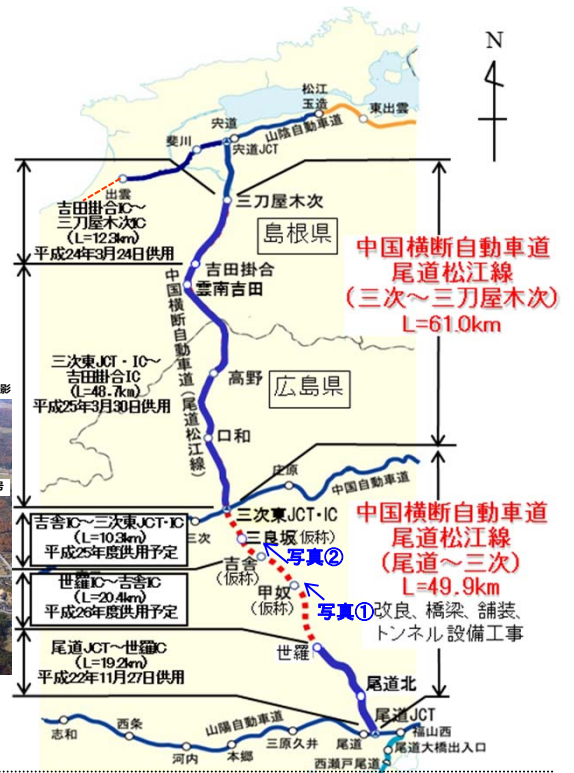 N
松江
玉造
東出雲
宍道
山陰自動車道
斐川
宍道JCT
出雲
三刀屋木次
吉田掛合IC～
三刀屋木次IC
(L=12.3km)
平成24年3月24日供用
島根県
中国横断自動車道
尾道松江線
(三次～三刀屋木次)
L=61.0km
吉田掛合
雲南吉田
中国横断自動車道(尾道松江線)
三次東JCT・IC～
吉田掛合IC
(L=48.7km)
平成25年3月30日供用
影
高野
広島県
口和
庄原
中国自動車道
号
三次東JCT・IC
三次
吉舎IC～三次東JCT・IC
(L=10.3km)
平成25年度供用予定
三良坂(仮称)
写真②
吉舎
(仮称)
中国横断自動車道
尾道松江線
(尾道～三次)
L=49.9km
世羅IC～吉舎IC
(L=20.4km)
平成26年度供用予定
甲奴
(仮称)
写真①
改良、橋梁、舗装、
トンネル設備工事
尾道JCT～世羅IC
(L=19.2km)
平成22年11月27日供用
世羅
尾道北
尾道JCT
志和
西条
河内
本郷
山陽自動車道
三原久井
尾道
福山西
尾道大橋出入口
西瀬戸尾道